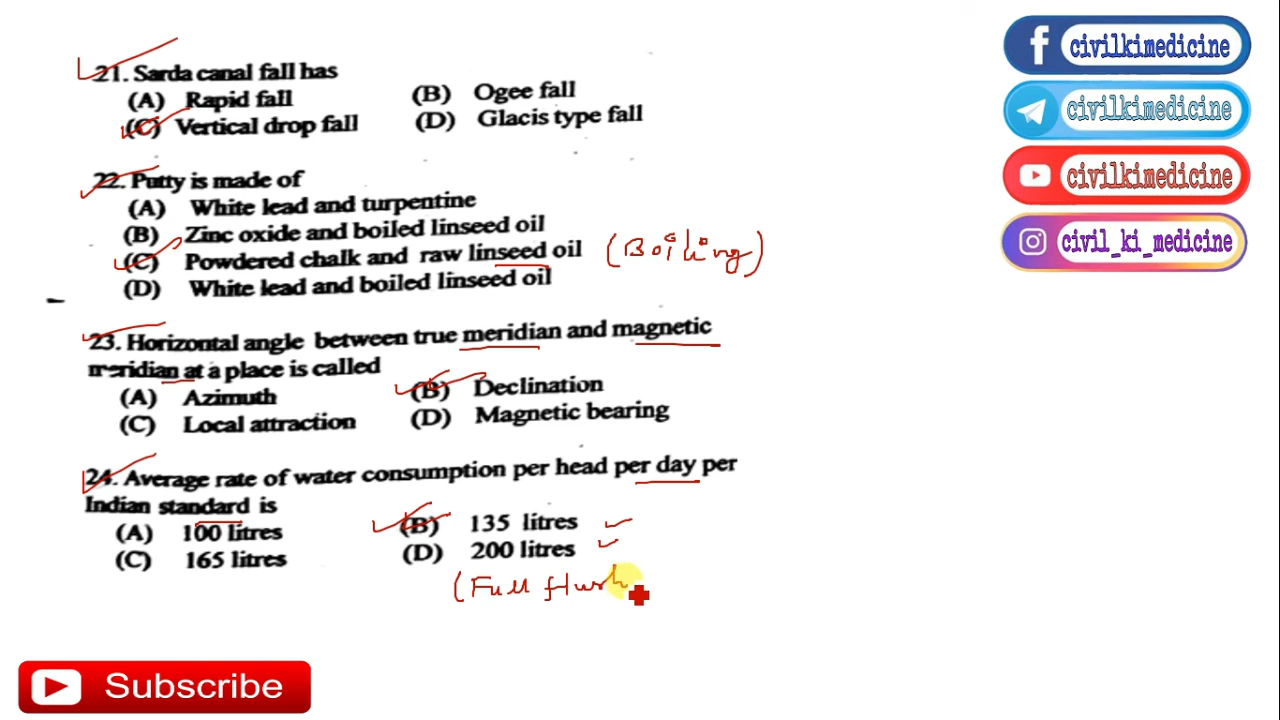 21. Sarda canal fall has
(A) Rapid fall (B) Ogee fall
(C) Vertical drop fall (D) Glacis type fall
22. Putty is made of
(A) White lead and turpentine
(B) Zinc oxide and boiled linseed oil
(C) Powdered chalk and raw linseed oil (Boiling)
(D) White lead and boiled linseed oil
23. Horizontal angle between true meridian and magnetic
meridian at a place is called
(A) Azimuth (B) Declination
(C) Local attraction (D) Magnetic bearing
24. Average rate of water consumption per head per day per
Indian standard is
(A) 100 litres (B) 135 litres
(C) 165 litres (D) 200 litres
(Full flush
civilkimedicine
civilkimedicine
civilkimedicine
civil_ki_medicine
Subscribe